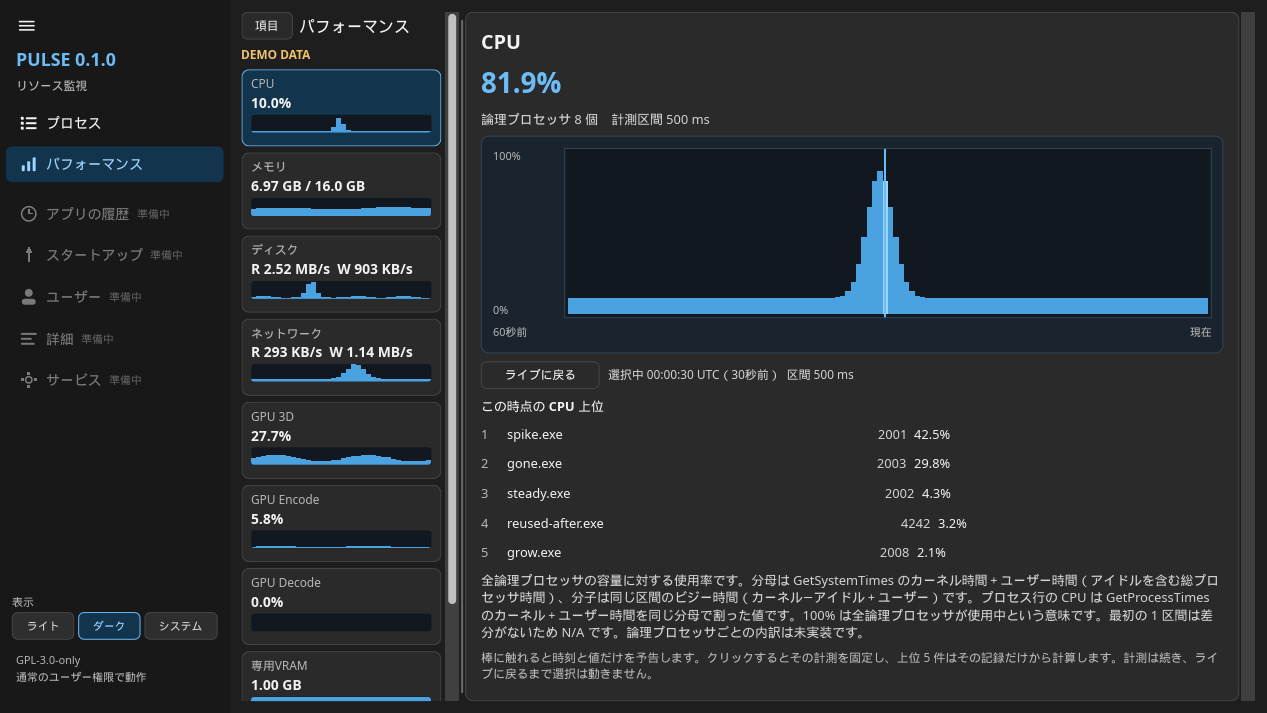 PULSE 0.1.0
リソース監視
プロセス
パフォーマンス
アプリの履歴 準備中
スタートアップ 準備中
ユーザー 準備中
詳細 準備中
サービス 準備中
表示
ライト ダーク システム
GPL-3.0-only
通常のユーザー権限で動作
項目 パフォーマンス
DEMO DATA
CPU
10.0%
メモリ
6.97 GB / 16.0 GB
ディスク
R 2.52 MB/s W 903 KB/s
ネットワーク
R 293 KB/s W 1.14 MB/s
GPU 3D
27.7%
GPU Encode
5.8%
GPU Decode
0.0%
専用VRAM
1.00 GB
CPU
81.9%
論理プロセッサ 8 個 計測区間 500 ms
100%
0%
60秒前 現在
ライブに戻る 選択中 00:00:30 UTC ( 30秒前 ) 区間 500 ms
この時点の CPU 上位
1 spike.exe 2001 42.5%
2 gone.exe 2003 29.8%
3 steady.exe 2002 4.3%
4 reused-after.exe 4242 3.2%
5 grow.exe 2008 2.1%
全論理プロセッサの容量に対する使用率です。分母は GetSystemTimes のカーネル時間 + ユーザー時間 ( アイドルを含む総プロ
セッサ時間 ) 、分子は同じ区間のビジー時間 ( カーネル−アイドル + ユーザー ) です。プロセス行の CPU は GetProcessTimes
のカーネル + ユーザー時間を同じ分母で割った値です。100% は全論理プロセッサが使用中という意味です。最初の 1 区間は差
分がないため N/A です。論理プロセッサごとの内訳は未実装です。
棒に触れると時刻と値だけを予告します。クリックするとその計測を固定し、上位 5 件はその記録だけから計算します。計測は続き、ライ
ブに戻るまで選択は動きません。